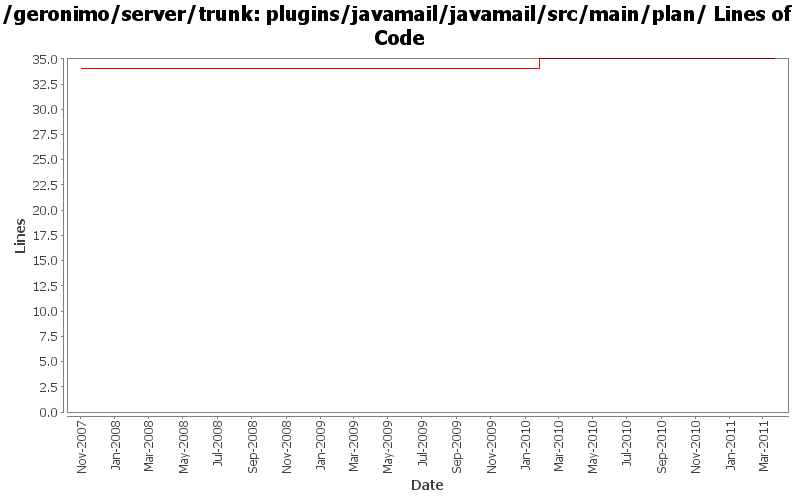 /geronimo/server/trunk: plugins/javamail/javamail/src/main/plan/ Lines of
Code
35.0
32.5
30.0
27.5
25.0
22.5
20.0
17.5
15.0
12.5
10.0
7.5
5.0
2.5
0.0
Lines
Nov-2007
Jan-2008
Mar-2008
May-2008
Jul-2008
Sep-2008
Nov-2008
Jan-2009
Mar-2009
May-2009
Jul-2009
Sep-2009
Nov-2009
Jan-2010
Mar-2010
May-2010
Jul-2010
Sep-2010
Nov-2010
Jan-2011
Mar-2011
Date